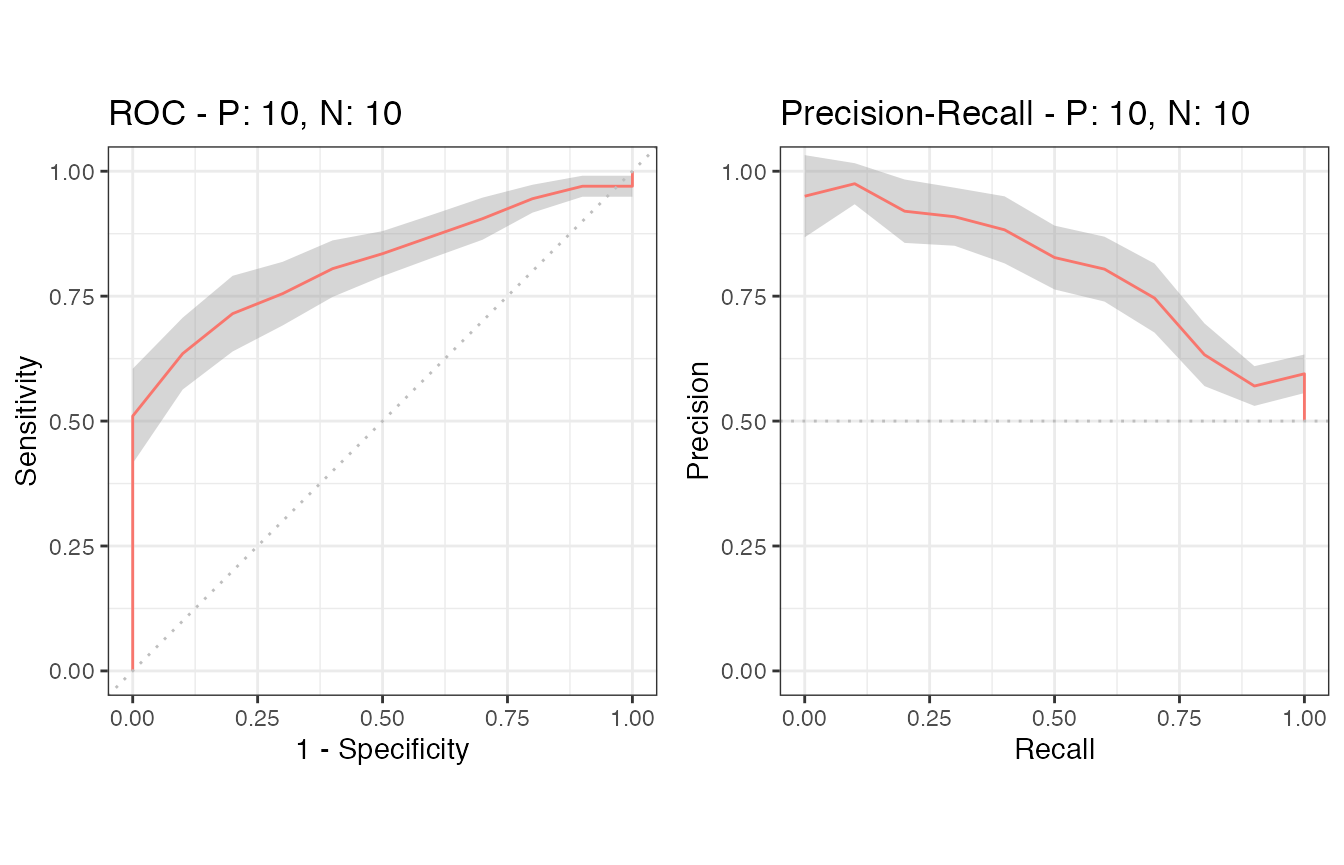 ROC - P: 10, N: 10
Sensitivity
1.00
0.75
0.50
0.25
0.00
0.00 0.25 0.50 0.75 1.00
1 - Specificity
Precision-Recall - P: 10, N: 10
Precision
1.00
0.75
0.50
0.25
0.00
0.00 0.25 0.50 0.75 1.00
Recall